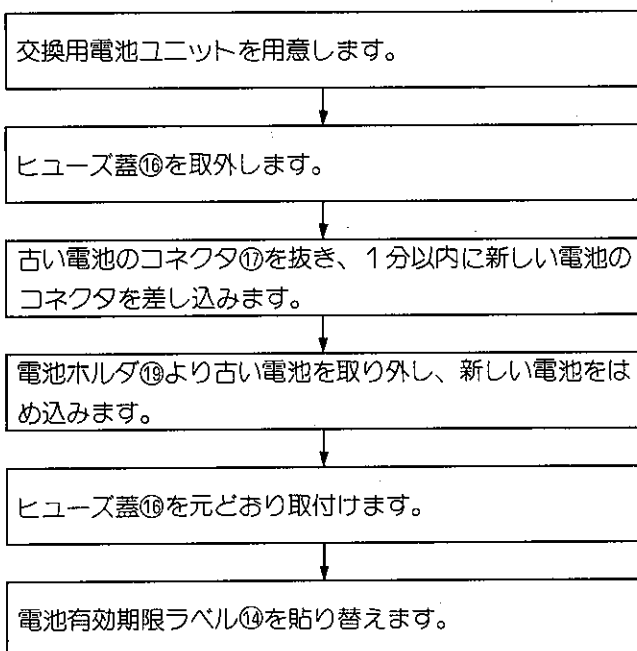 交換用電池ユニットを用意します。
ヒューズ蓋⑯を取外します。
古い電池のコネクタ⑰を抜き、1分以内に新しい電池の
コネクタを差し込みます。
電池ホルダ⑲より古い電池を取り外し、新しい電池をは
め込みます。
ヒューズ蓋⑯を元どおり取付けます。
電池有効期限ラベル⑭を貼り替えます。